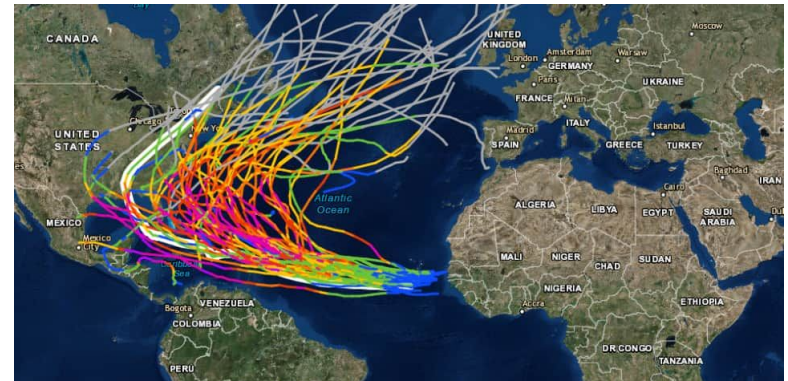 CANADA
Moscow
UNITED
KINGDOM
Amsterdam
Warsaw
London
GERMANY
Paris
UKRAINE
FRANCE
Milan
Chicago
New York
ITALY
Istanbul
UNITED
STATES
Madrid
SPAIN
GREECE
TURKEY
Baghdad
IRAN
Atlantic
Ocean
ALGERIA
LIBYA
Cairo
EGYPT
SAUDI
ARABIA
MEXICO
Mexico
City
MALI
NIGER
CHAD
SUDAN
Sea
NIGERIA
VENEZUELA
Accra
ETHIOPIA
Bogota
COLOMBIA
DR CONGO
PERU
TANZANIA